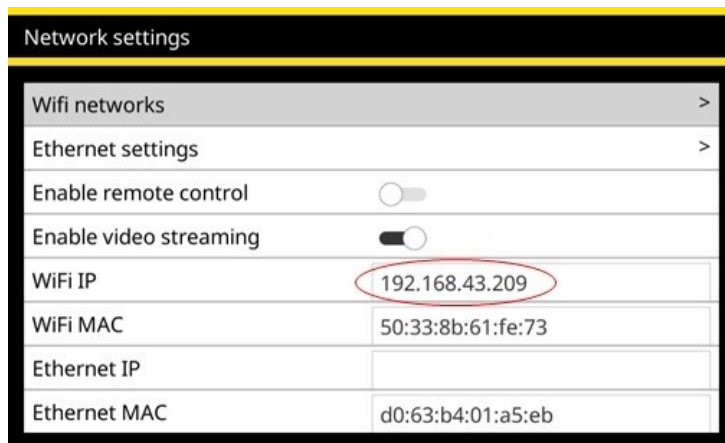 Network settings
Wifi networks >
Ethernet settings >
Enable remote control
Enable video streaming
WiFi IP 192.168.43.209
WiFi MAC 50:33:8b:61:fe:73
Ethernet IP
Ethernet MAC d0:63:b4:01:a5:eb